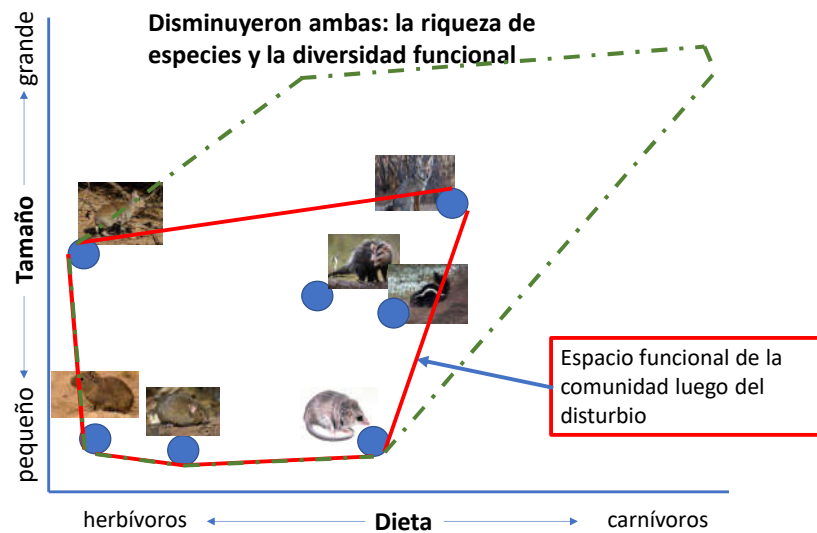 Disminuyeron ambas: la riqueza de
especies y la diversidad funcional
grande
Tamaño
pequeño
Espacio funcional de la
comunidad luego del
disturbio
herbívoros
Dieta
carnívoros